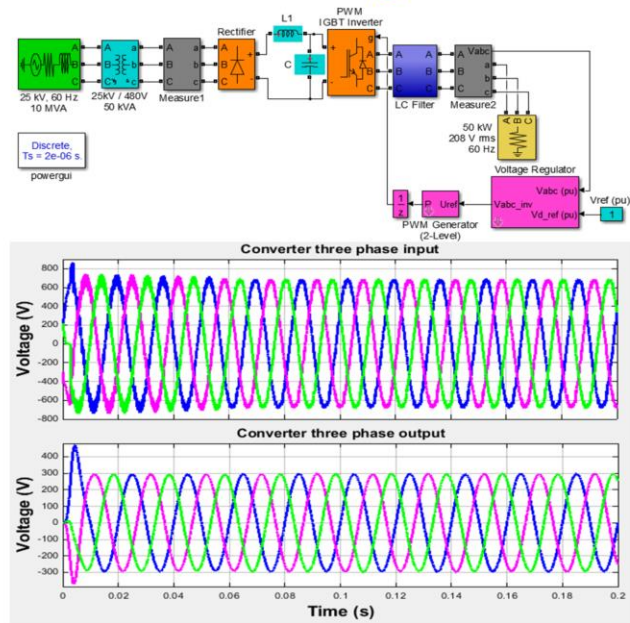 25 kV, 60 Hz
10 MVA
A
B
C
A a
B b
C c
25kV / 480V
50 kVA
A a
B b
C c
Measure1
Rectifier
A +
B
C -
L1
C
PWM
IGBT Inverter
g
+ A
B
- C
A A
B B
C C
LC Filter
Vabc
A a
B b
C c
Measure2
A B C
50 kW
208 V rms
60 Hz
Discrete,
Ts = 2e-06 s.
powergui
1
z
P Uref
PWM Generator
(2-Level)
Voltage Regulator
Vabc (pu)
Vabc_inv
Vd_ref (pu)
Vref (pu)
1
Converter three phase input
Voltage (V)
800
600
400
200
0
-200
-400
-600
-800
Converter three phase output
Voltage (V)
400
300
200
100
0
-100
-200
-300
0 0.02 0.04 0.06 0.08 0.1 0.12 0.14 0.16 0.18 0.2
Time (s)